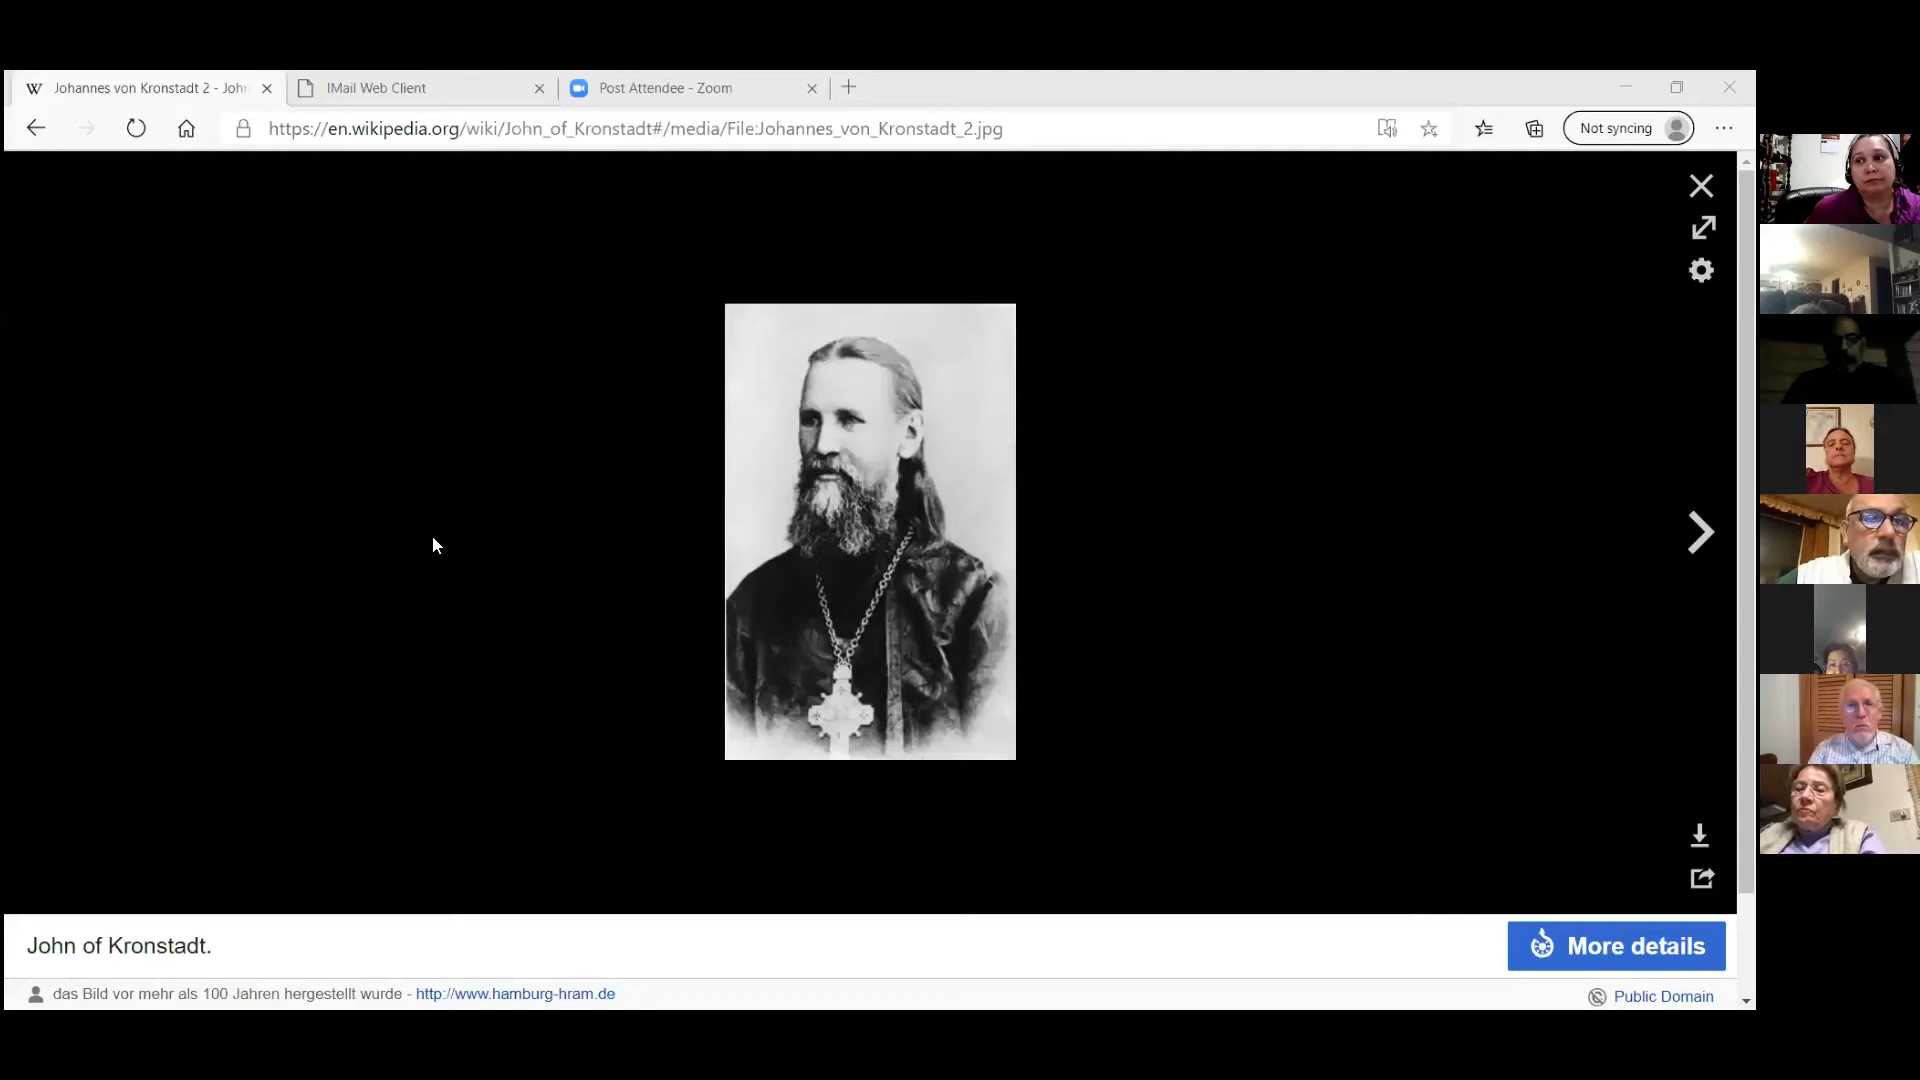 Johannes von Kronstadt 2 - John
IMail Web Client
Post Attendee - Zoom
https://en.wikipedia.org/wiki/John_of_Kronstadt#/media/File:Johannes_von_Kronstadt_2.jpg
Not syncing
John of Kronstadt.
More details
das Bild vor mehr als 100 Jahren hergestellt wurde - http://www.hamburg-hram.de
Public Domain